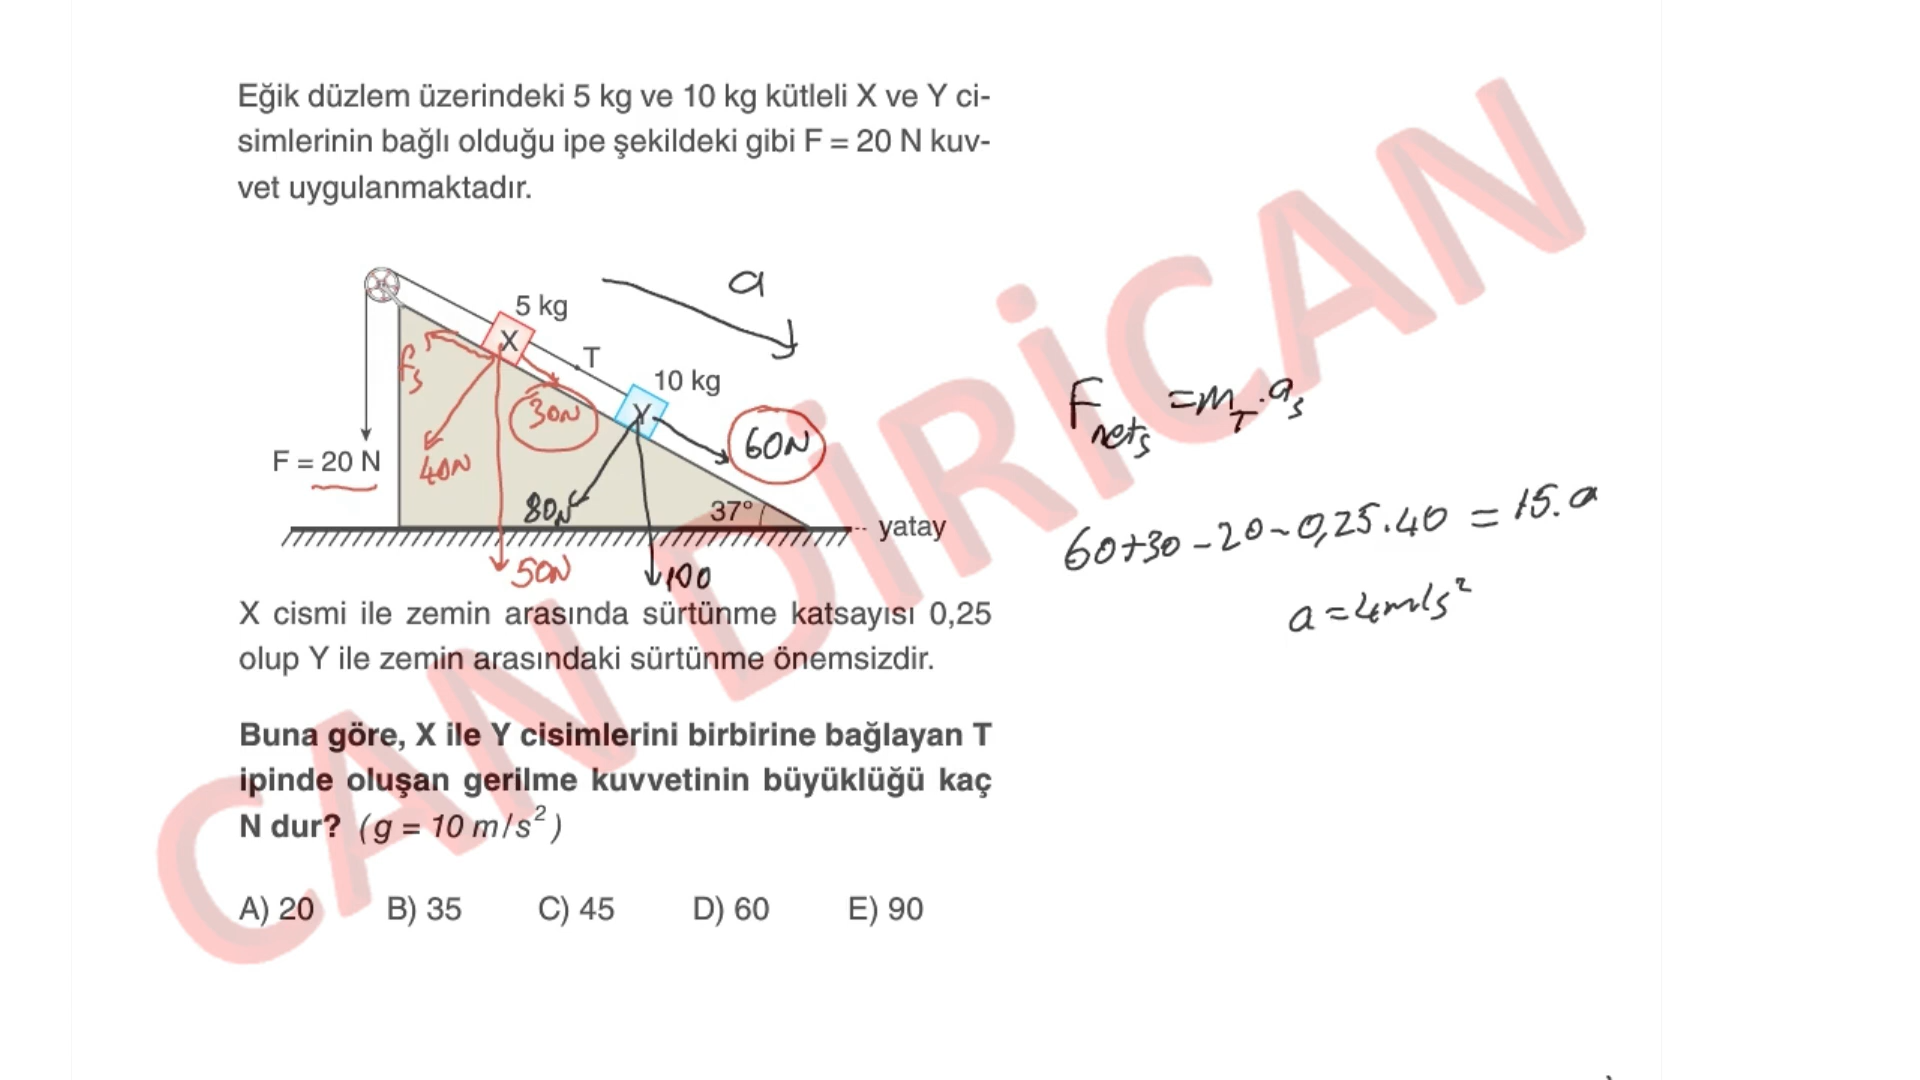 Eğik düzlem üzerindeki 5 kg ve 10 kg kütleli X ve Y ci-
simlerinin bağlı olduğu ipe şekildeki gibi F = 20 N kuv-
vet uygulanmaktadır.
a
5 kg
X
T
10 kg
Y
fs
30N
60N
F = 20 N
40N
80N
37°
yatay
50N
100
Fnets = mT.as
60+30-20-0,25.40 = 15.a
a = 4m/s²
X cismi ile zemin arasında sürtünme katsayısı 0,25
olup Y ile zemin arasındaki sürtünme önemsizdir.
Buna göre, X ile Y cisimlerini birbirine bağlayan T
ipinde oluşan gerilme kuvvetinin büyüklüğü kaç
N dur? (g = 10 m/s²)
A) 20 B) 35 C) 45 D) 60 E) 90
CAN DİRİCAN